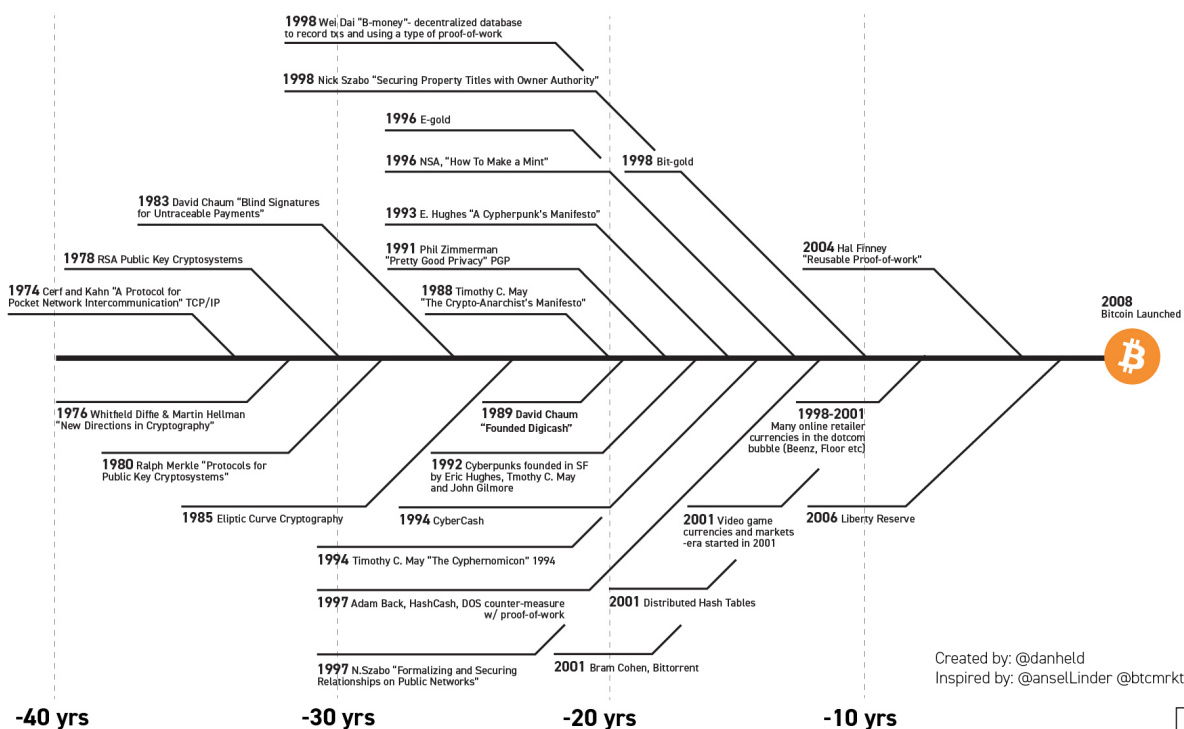 1998 Wei Dai “B-money”- decentralized database
to record txs and using a type of proof-of-work
1998 Nick Szabo “Securing Property Titles with Owner Authority”
1996 E-gold
1996 NSA, “How To Make a Mint”
1998 Bit-gold
1983 David Chaum “Blind Signatures
for Untraceable Payments”
1993 E. Hughes “A Cypherpunk’s Manifesto”
1978 RSA Public Key Cryptosystems
1991 Phil Zimmerman
“Pretty Good Privacy” PGP
2004 Hal Finney
“Reusable Proof-of-work”
1974 Cerf and Kahn “A Protocol for
Pocket Network Intercommunication” TCP/IP
1988 Timothy C. May
“The Crypto-Anarchist’s Manifesto”
2008
Bitcoin Launched
1976 Whitfield Diffie & Martin Hellman
“New Directions in Cryptography”
1989 David Chaum
“Founded Digicash”
1998-2001
Many online retailer
currencies in the dotcom
bubble (Beenz, Floor etc)
1980 Ralph Merkle “Protocols for
Public Key Cryptosystems”
1992 Cyberpunks founded in SF
by Eric Hughes, Tmothy C. May
and John Gilmore
1985 Eliptic Curve Cryptography
1994 CyberCash
2001 Video game
currencies and markets
-era started in 2001
2006 Liberty Reserve
1994 Timothy C. May “The Cyphernomicon” 1994
1997 Adam Back, HashCash, DOS counter-measure
w/ proof-of-work
2001 Distributed Hash Tables
1997 N.Szabo “Formalizing and Securing
Relationships on Public Networks”
2001 Bram Cohen, Bittorrent
Created by: @danheld
Inspired by: @anselLinder @btcmrkt
-40 yrs
-30 yrs
-20 yrs
-10 yrs